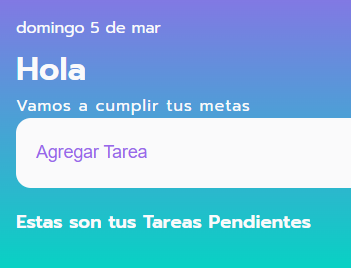 domingo 5 de mar
Hola
Vamos a cumplir tus metas
Agregar Tarea
Estas son tus Tareas Pendientes